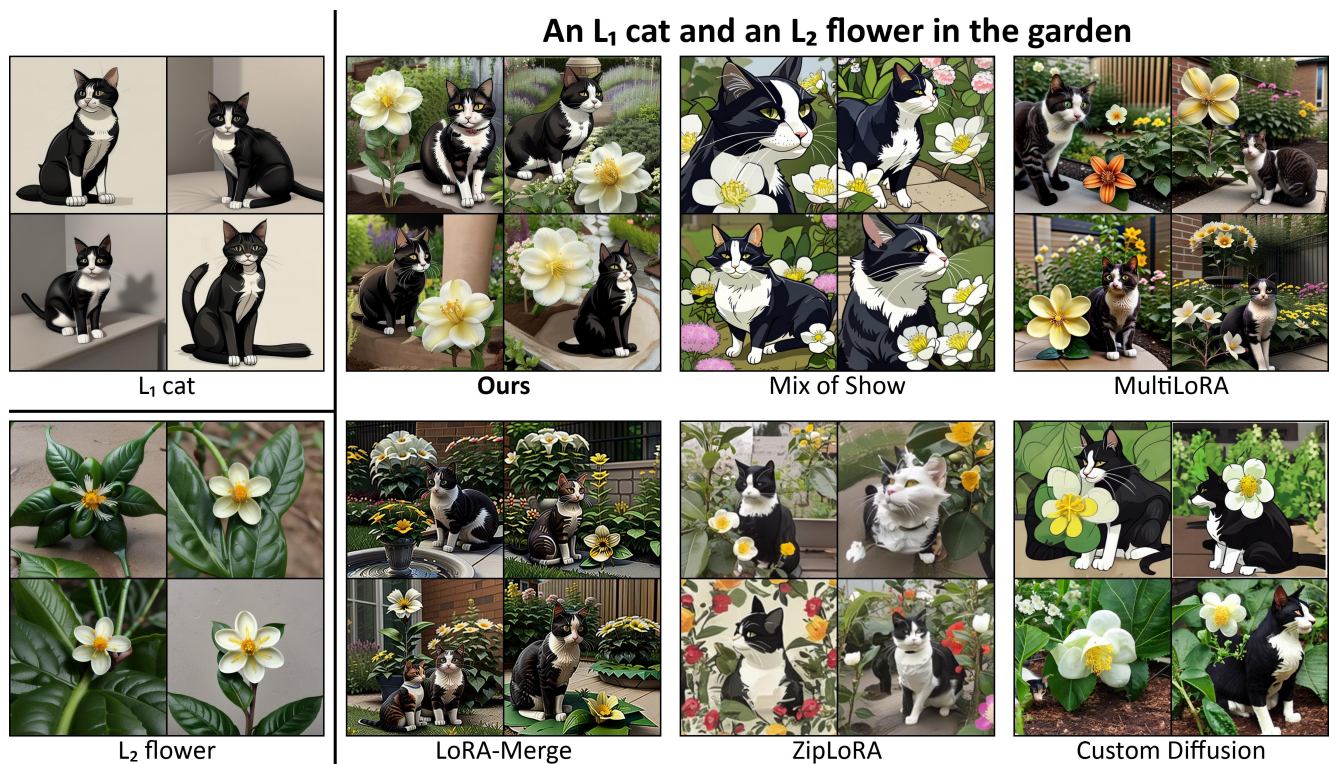 An L₁ cat and an L₂ flower in the garden
L₁ cat
Ours
Mix of Show
MultiLoRA
L₂ flower
LoRA-Merge
ZipLoRA
Custom Diffusion